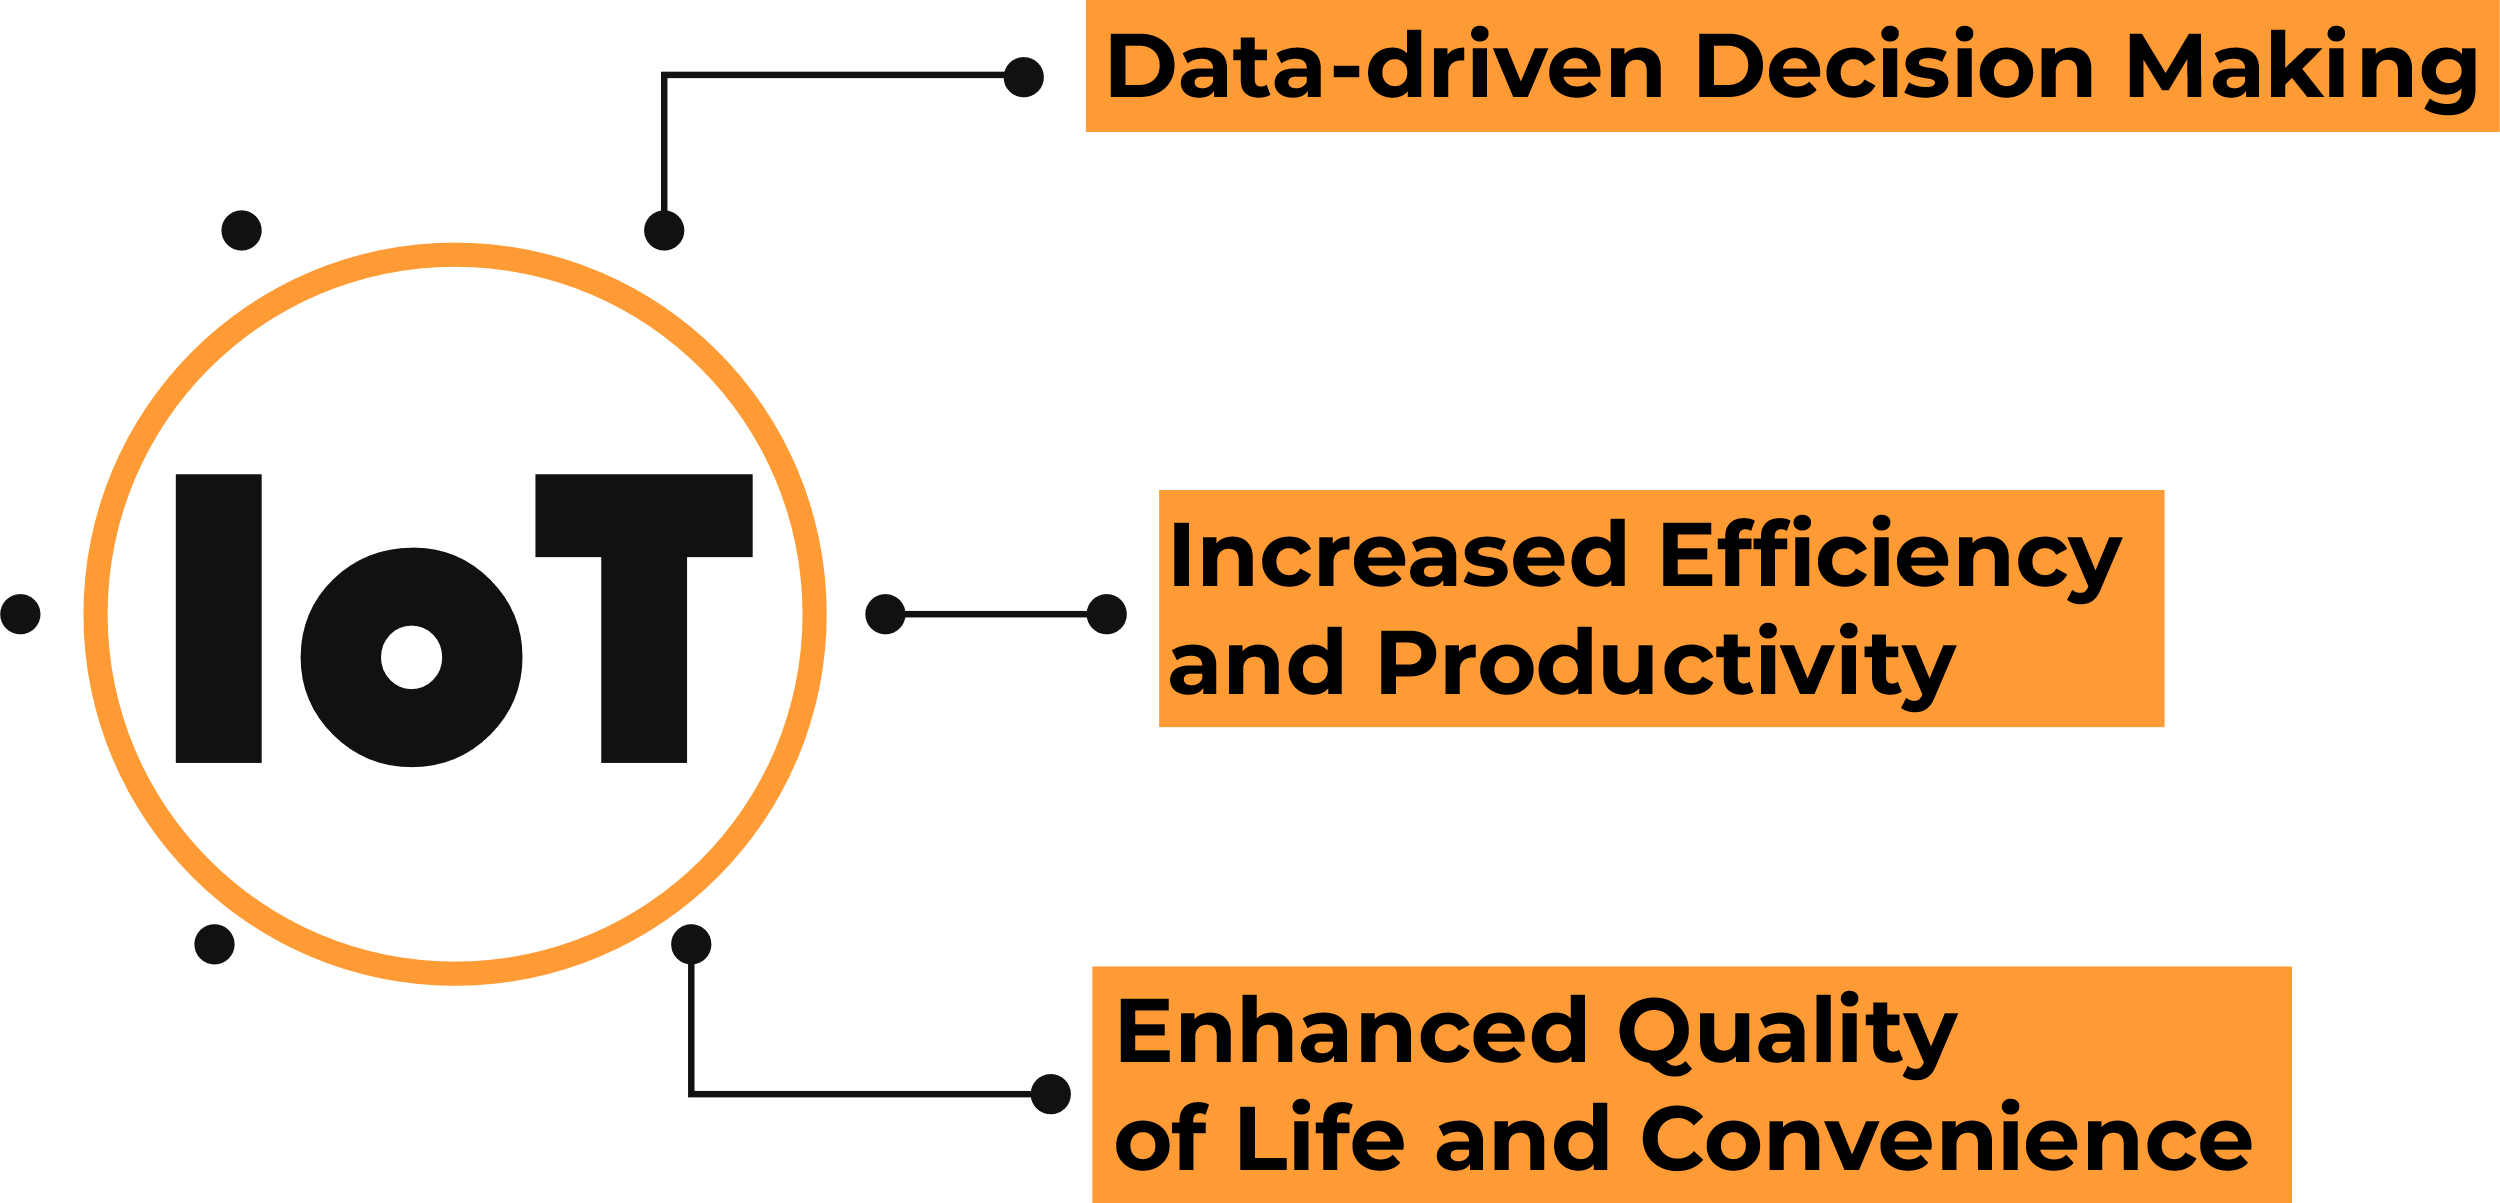 Data-driven Decision Making
IoT
Increased Efficiency
and Productivity
Enhanced Quality
of Life and Convenience